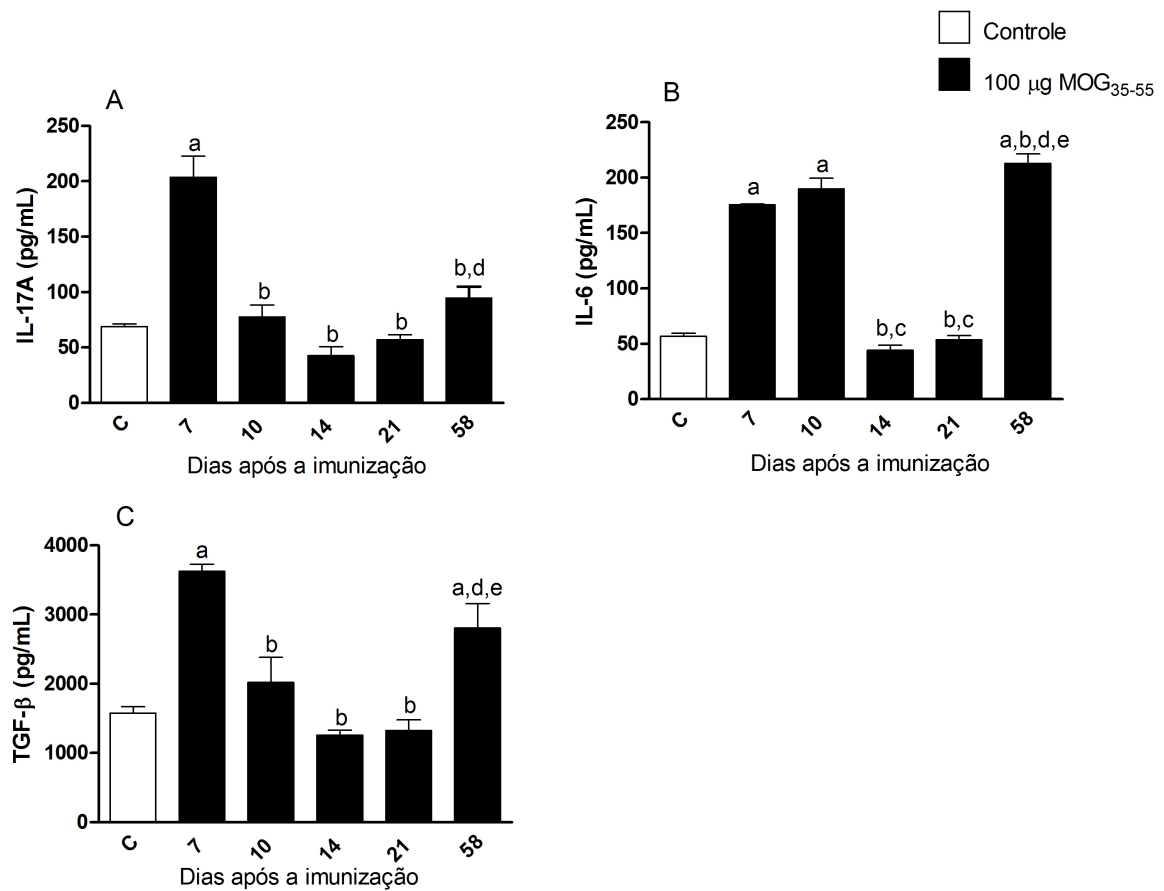 Controle
100 µg MOG35-55
A
IL-17A (pg/mL)
250
200
150
100
50
0
a
b
b
b
b,d
C
7
10
14
21
58
Dias após a imunização
B
IL-6 (pg/mL)
250
200
150
100
50
0
a
a
b,c
b,c
a,b,d,e
C
7
10
14
21
58
Dias após a imunização
C
TGF-β (pg/mL)
4000
3000
2000
1000
0
a
b
b
b
a,d,e
C
7
10
14
21
58
Dias após a imunização